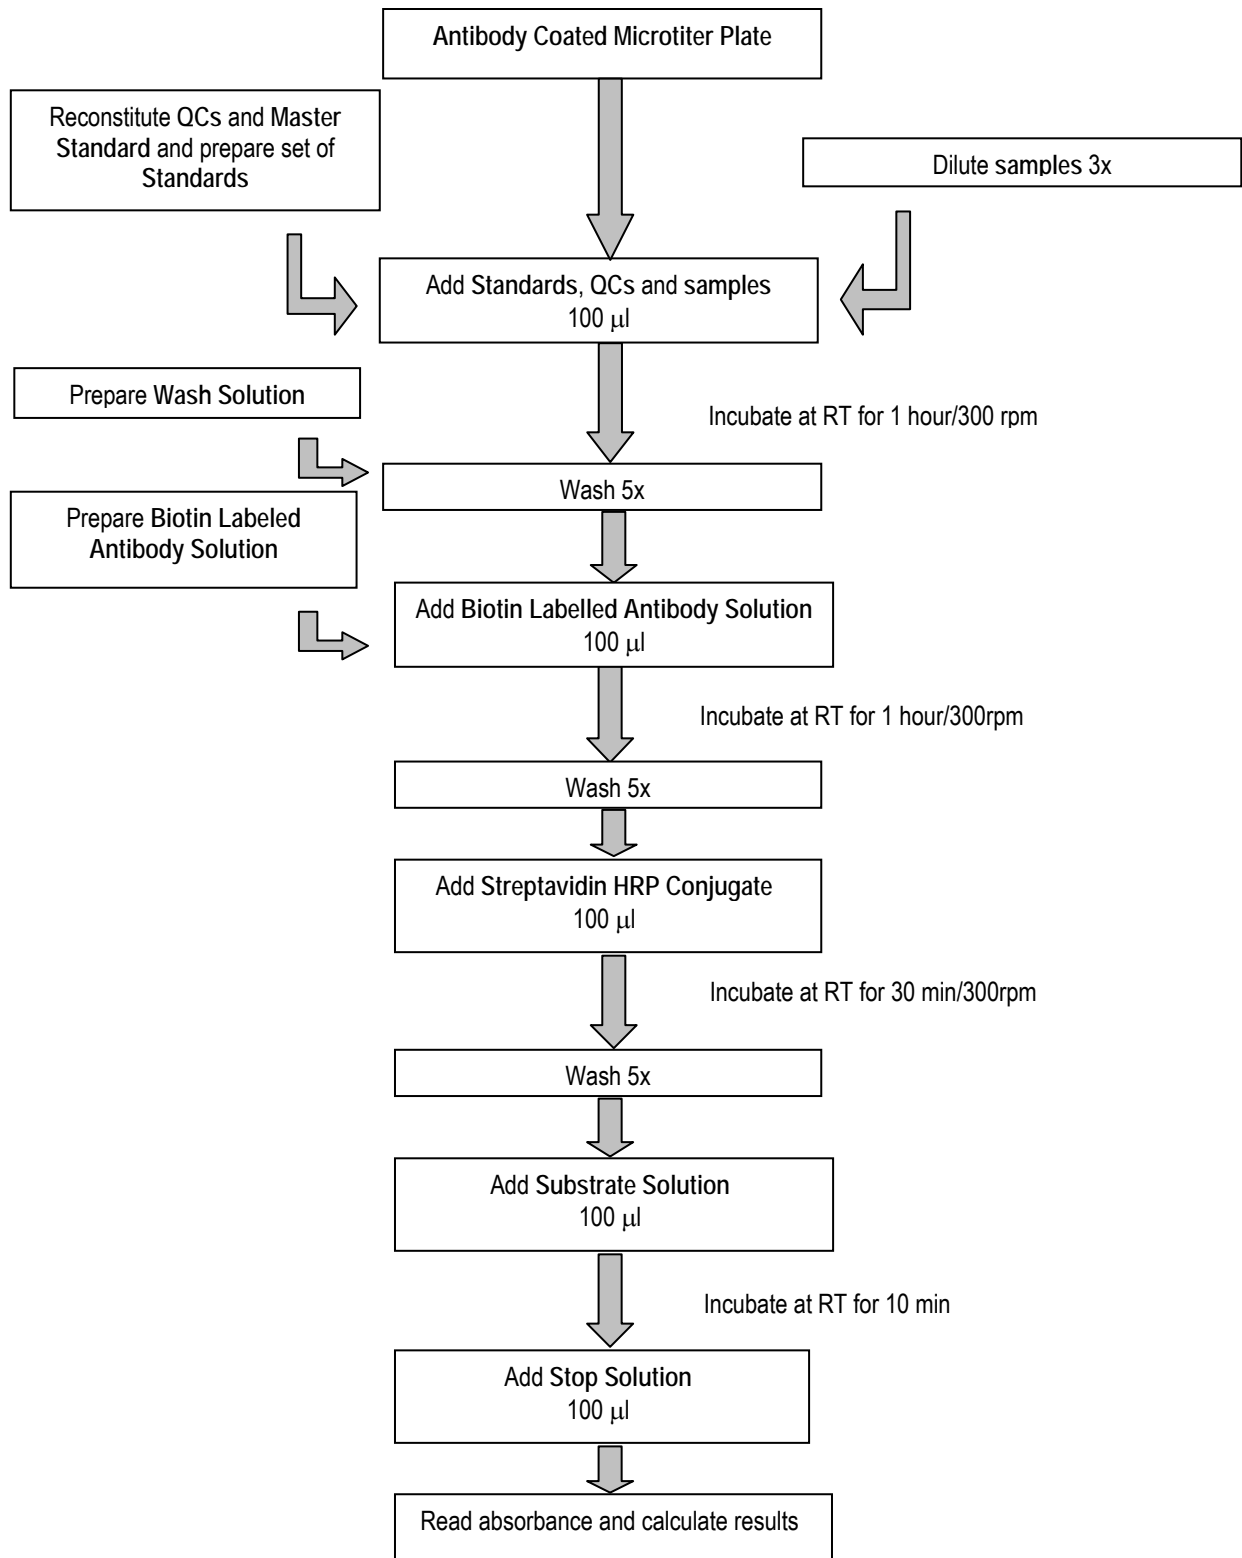 Antibody Coated Microtiter Plate
Reconstitute QCs and Master
Standard and prepare set of
Standards
Dilute samples 3x
Add Standards, QCs and samples
100 µl
Prepare Wash Solution
Incubate at RT for 1 hour/300 rpm
Wash 5x
Prepare Biotin Labeled
Antibody Solution
Add Biotin Labelled Antibody Solution
100 µl
Incubate at RT for 1 hour/300rpm
Wash 5x
Add Streptavidin HRP Conjugate
100 µl
Incubate at RT for 30 min/300rpm
Wash 5x
Add Substrate Solution
100 µl
Incubate at RT for 10 min
Add Stop Solution
100 µl
Read absorbance and calculate results